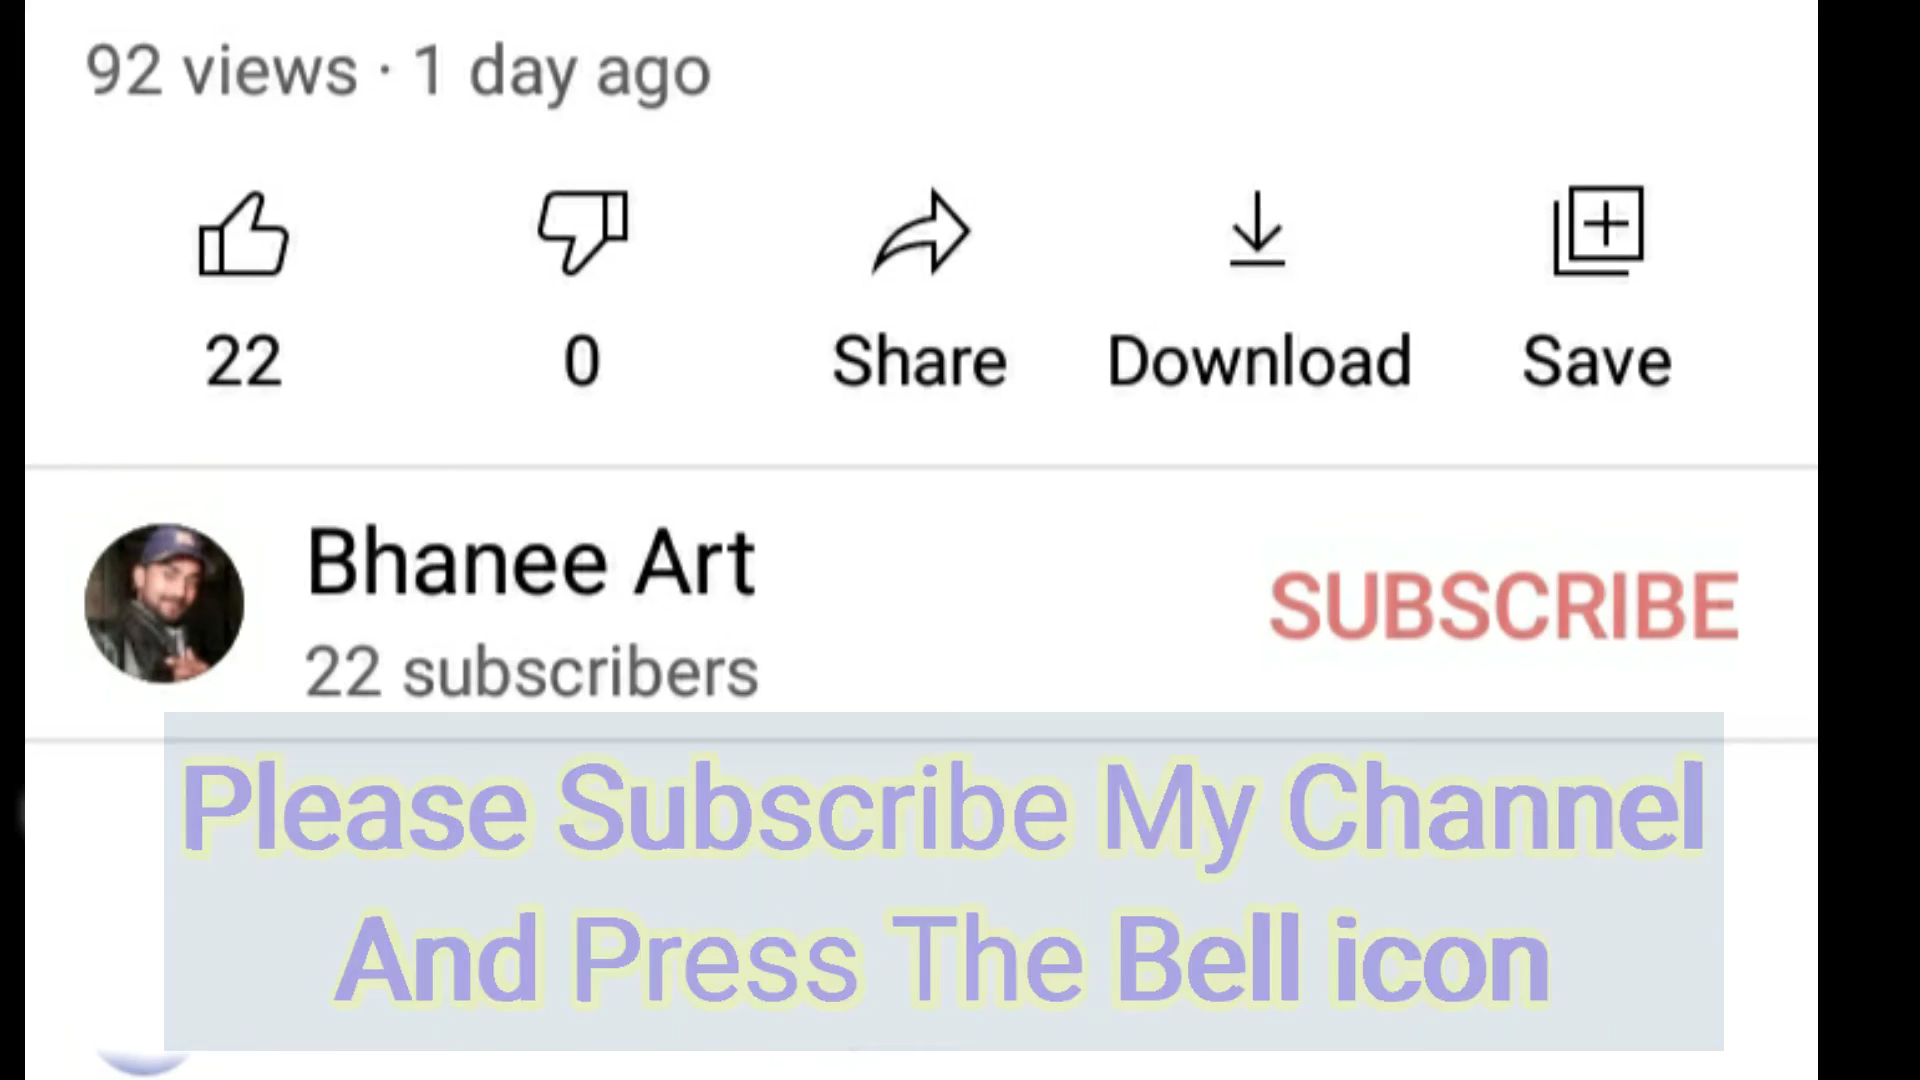 92 views · 1 day ago
22 0 Share Download Save
Bhanee Art
SUBSCRIBE
22 subscribers
Please Subscribe My Channel
And Press The Bell icon